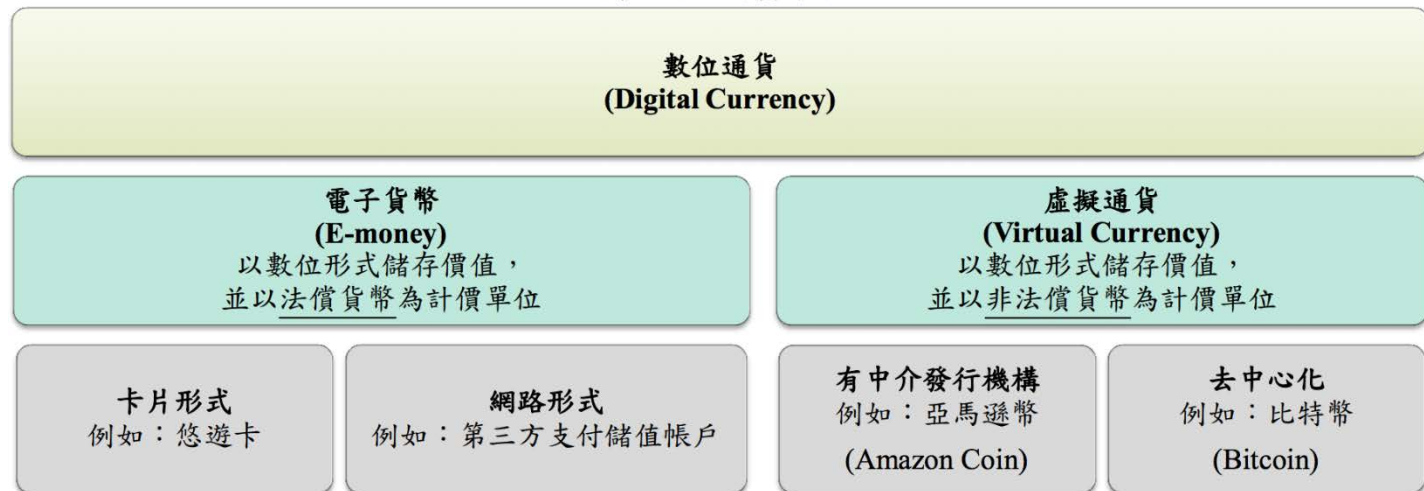 數位通貨
(Digital Currency)
電子貨幣
(E-money)
以數位形式儲存價值，
並以法償貨幣為計價單位
虛擬通貨
(Virtual Currency)
以數位形式儲存價值，
並以非法償貨幣為計價單位
卡片形式
例如：悠遊卡
網路形式
例如：第三方支付儲值帳戶
有中介發行機構
例如：亞馬遜幣
(Amazon Coin)
去中心化
例如：比特幣
(Bitcoin)